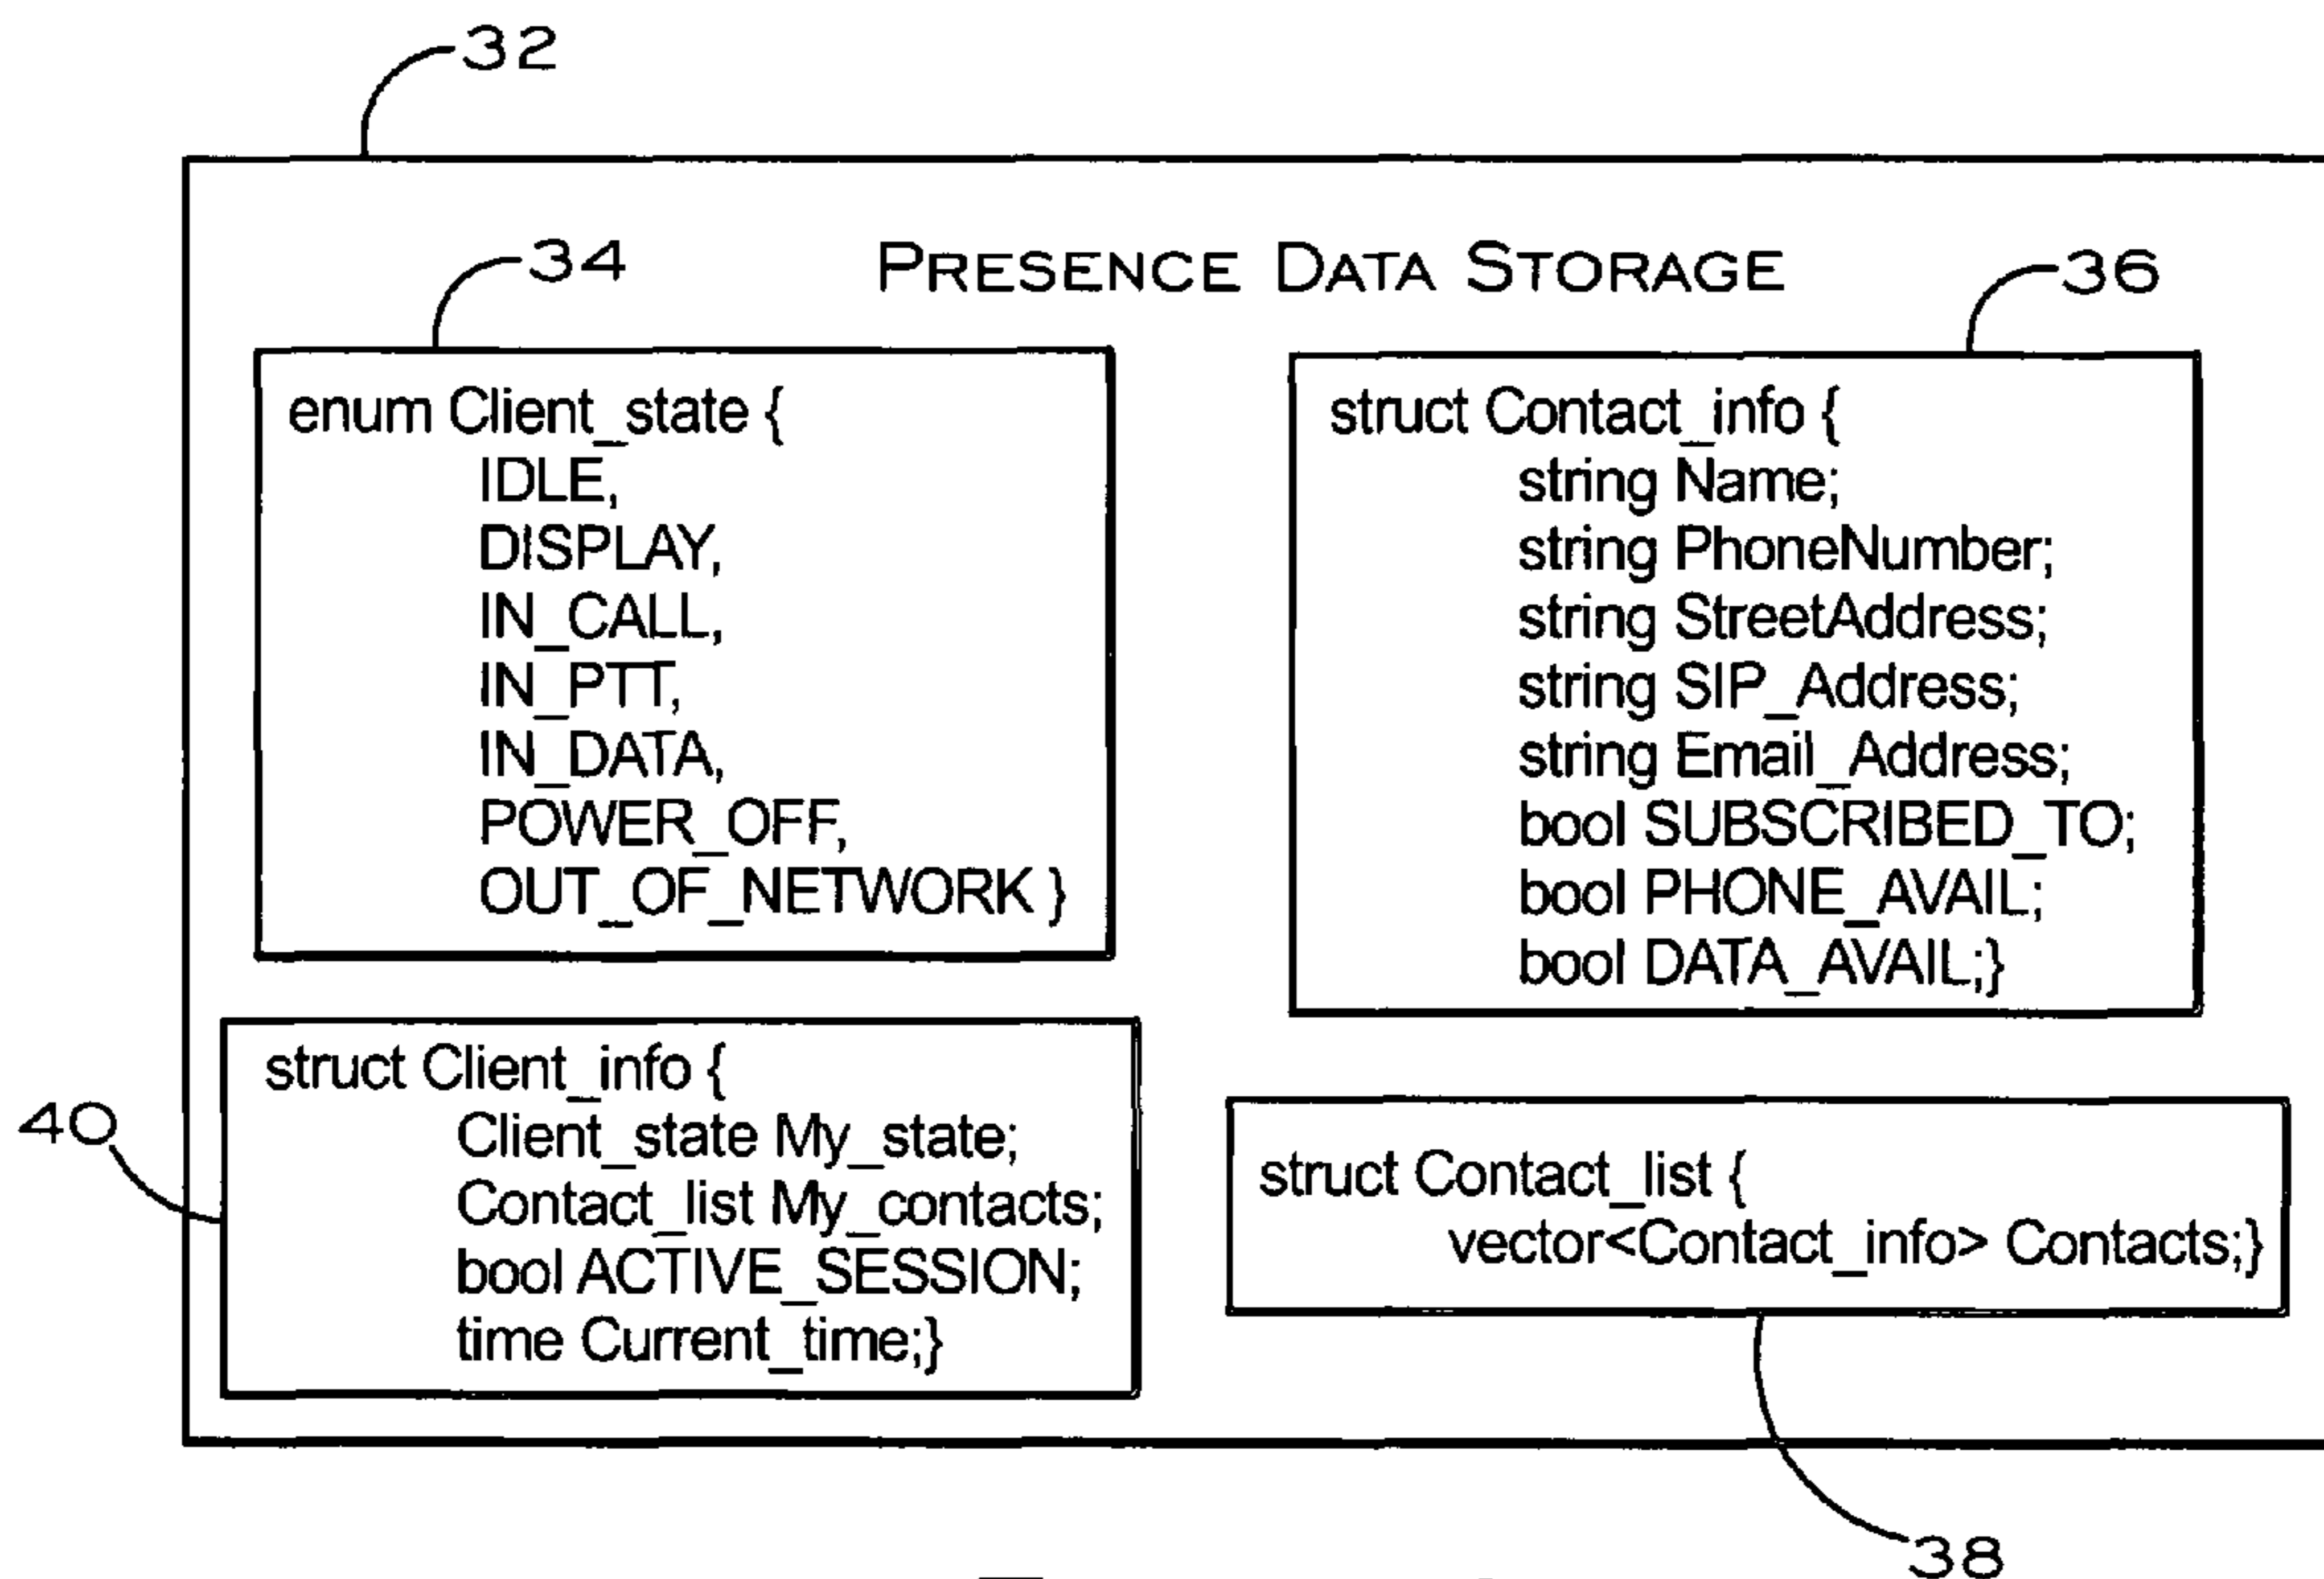 32
PRESENCE DATA STORAGE
34
enum Client_state {
IDLE,
DISPLAY,
IN_CALL,
IN_PTT,
IN_DATA,
POWER_OFF,
OUT_OF_NETWORK }
36
struct Contact_info {
string Name;
string PhoneNumber;
string StreetAddress;
string SIP_Address;
string Email_Address;
bool SUBSCRIBED_TO;
bool PHONE_AVAIL;
bool DATA_AVAIL;}
40
struct Client_info {
Client_state My_state;
Contact_list My_contacts;
bool ACTIVE_SESSION;
time Current_time;}
struct Contact_list {
vector<Contact_info> Contacts;}
38